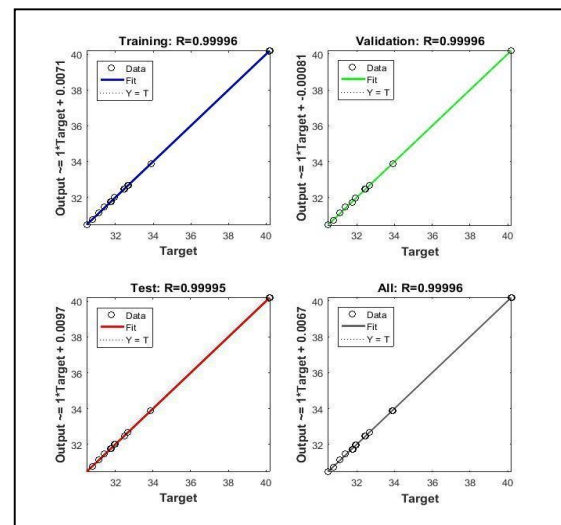 Training: R=0.99996
Output ~= 1*Target + 0.0071
40
38
36
34
32
Data
Fit
Y = T
32 34 36 38 40
Target
Validation: R=0.99996
Output ~= 1*Target + -0.00081
40
38
36
34
32
Data
Fit
Y = T
32 34 36 38 40
Target
Test: R=0.99995
Output ~= 1*Target + 0.0097
40
38
36
34
32
Data
Fit
Y = T
32 34 36 38 40
Target
All: R=0.99996
Output ~= 1*Target + 0.0067
40
38
36
34
32
Data
Fit
Y = T
32 34 36 38 40
Target